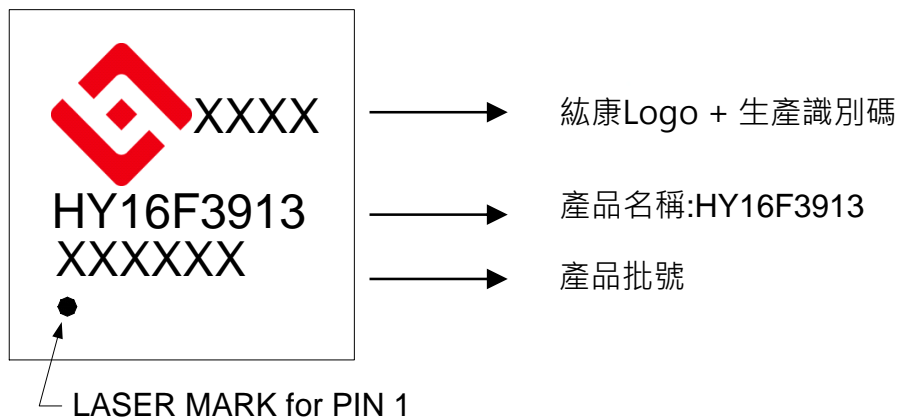 XXXX
紘康Logo + 生產識別碼
HY16F3913
產品名稱:HY16F3913
XXXXXX
產品批號
LASER MARK for PIN 1